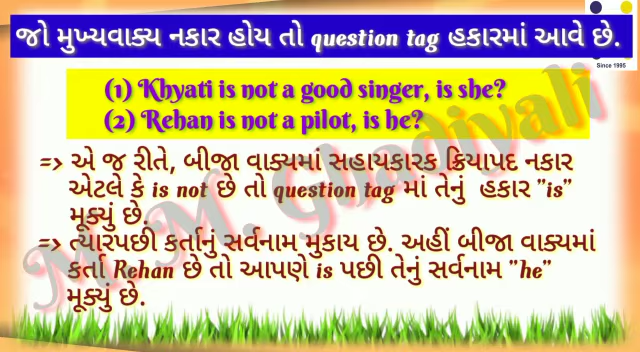 જો મુખ્યવાક્ય નકાર હોય તો question tag હકારમાં આવે છે.
Since 1995
(1) Khyati is not a good singer, is she?
(2) Rehan is not a pilot, is he?
=> એ જ રીતે, બીજા વાક્યમાં સહાયકારક ક્રિયાપદ નકાર
એટલે કે is not છે તો question tag માં તેનું હકાર "is"
મૂક્યું છે.
=> ત્યારપછી કર્તાનું સર્વનામ મુકાય છે. અહીં બીજા વાક્યમાં
કર્તા Rehan છે તો આપણે is પછી તેનું સર્વનામ "he"
મૂક્યું છે.
M. M. Ghadivali